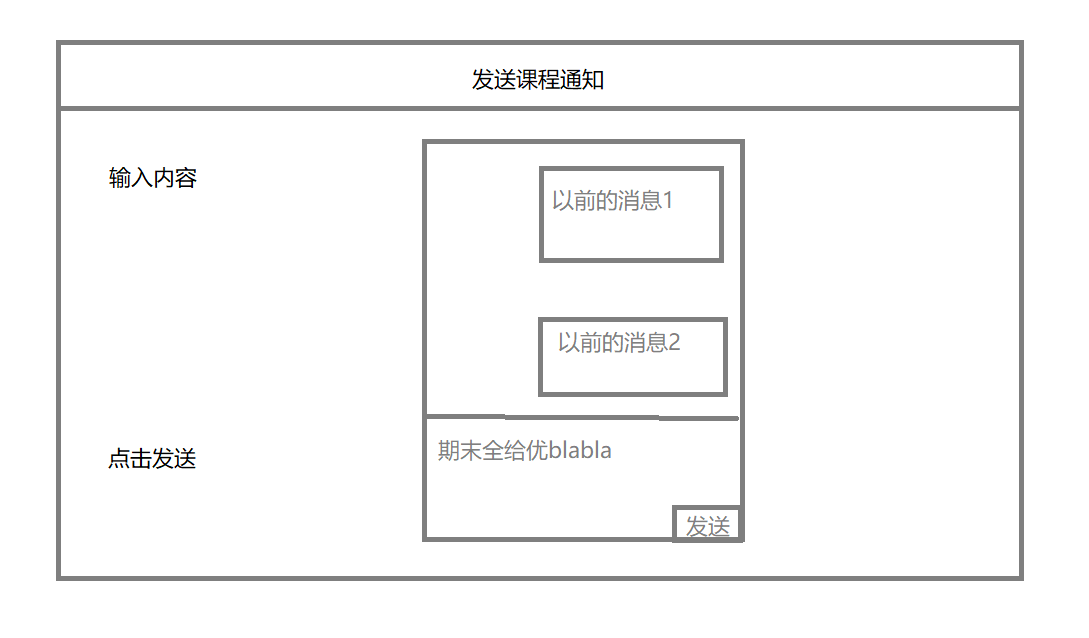 发送课程通知
输入内容
以前的消息1
以前的消息2
点击发送
期末全给优blabla
发送